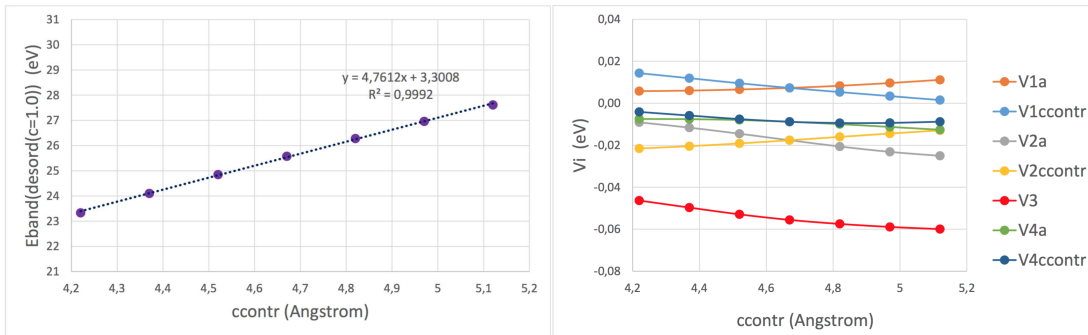 Eband(desord(c=1.0)) (eV)
31
30
29
28
27
26
25
24
23
22
21
y = 4,7612x + 3,3008
R² = 0,9992
4,2 4,3 4,4 4,5 4,6 4,7 4,8 4,9 5 5,1 5,2
ccontr (Angstrom)
Vi (eV)
0,04
0,02
0,00
-0,02
-0,04
-0,06
-0,08
4,2 4,4 4,6 4,8 5 5,2
ccontr (Angstrom)
V1a
V1ccontr
V2a
V2ccontr
V3
V4a
V4ccontr